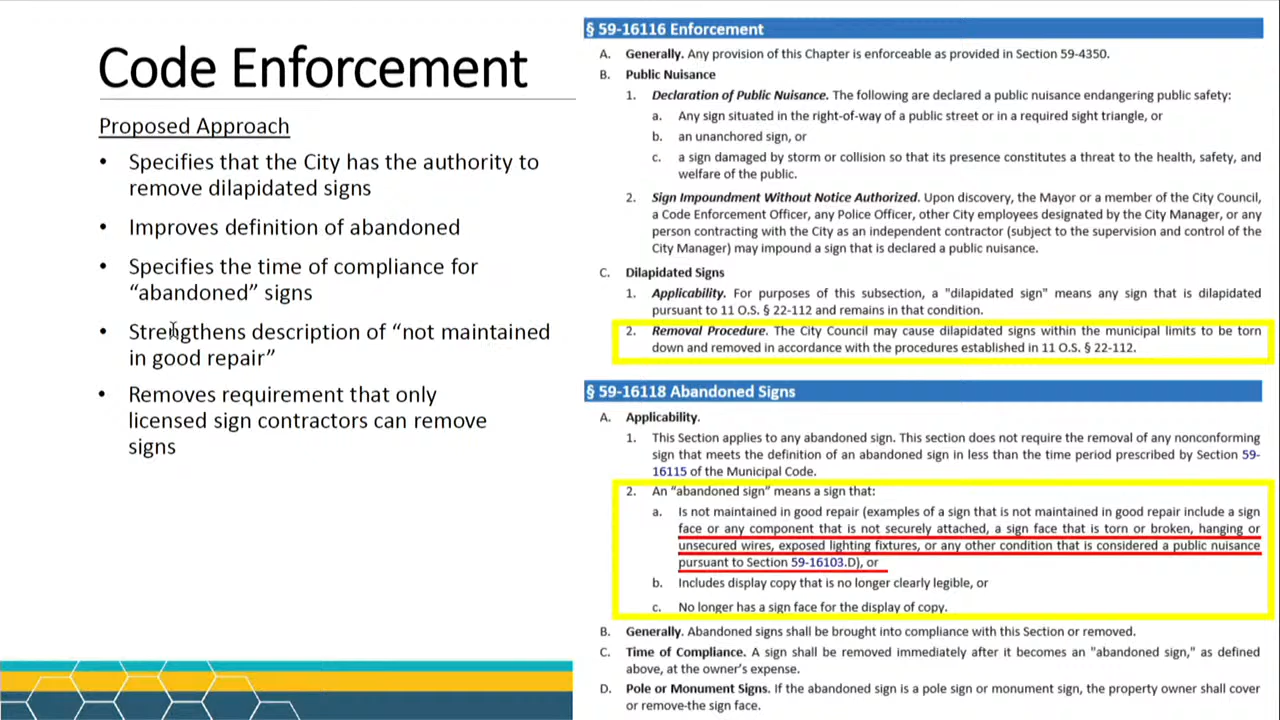 Code Enforcement
Proposed Approach
• Specifies that the City has the authority to
remove dilapidated signs
• Improves definition of abandoned
• Specifies the time of compliance for
“abandoned” signs
• Strengthens description of “not maintained
in good repair”
• Removes requirement that only
licensed sign contractors can remove
signs
§ 59-16116 Enforcement
A. Generally. Any provision of this Chapter is enforceable as provided in Section 59-4350.
B. Public Nuisance
1. Declaration of Public Nuisance. The following are declared a public nuisance endangering public safety:
a. Any sign situated in the right-of-way of a public street or in a required sight triangle, or
b. an unanchored sign, or
c. a sign damaged by storm or collision so that its presence constitutes a threat to the health, safety, and
welfare of the public.
2. Sign Impoundment Without Notice Authorized. Upon discovery, the Mayor or a member of the City Council,
a Code Enforcement Officer, any Police Officer, other City employees designated by the City Manager, or any
person contracting with the City as an independent contractor (subject to the supervision and control of the
City Manager) may impound a sign that is declared a public nuisance.
C. Dilapidated Signs
1. Applicability. For purposes of this subsection, a "dilapidated sign" means any sign that is dilapidated
pursuant to 11 O.S. § 22-112 and remains in that condition.
2. Removal Procedure. The City Council may cause dilapidated signs within the municipal limits to be torn
down and removed in accordance with the procedures established in 11 O.S. § 22-112.
§ 59-16118 Abandoned Signs
A. Applicability.
1. This Section applies to any abandoned sign. This section does not require the removal of any nonconforming
sign that meets the definition of an abandoned sign in less than the time period prescribed by Section 59-
16115 of the Municipal Code.
2. An “abandoned sign” means a sign that:
a. Is not maintained in good repair (examples of a sign that is not maintained in good repair include a sign
face or any component that is not securely attached, a sign face that is torn or broken, hanging or
unsecured wires, exposed lighting fixtures, or any other condition that is considered a public nuisance
pursuant to Section 59-16103.D), or
b. Includes display copy that is no longer clearly legible, or
c. No longer has a sign face for the display of copy.
B. Generally. Abandoned signs shall be brought into compliance with this Section or removed.
C. Time of Compliance. A sign shall be removed immediately after it becomes an "abandoned sign," as defined
above, at the owner’s expense.
D. Pole or Monument Signs. If the abandoned sign is a pole sign or monument sign, the property owner shall cover
or remove the sign face.